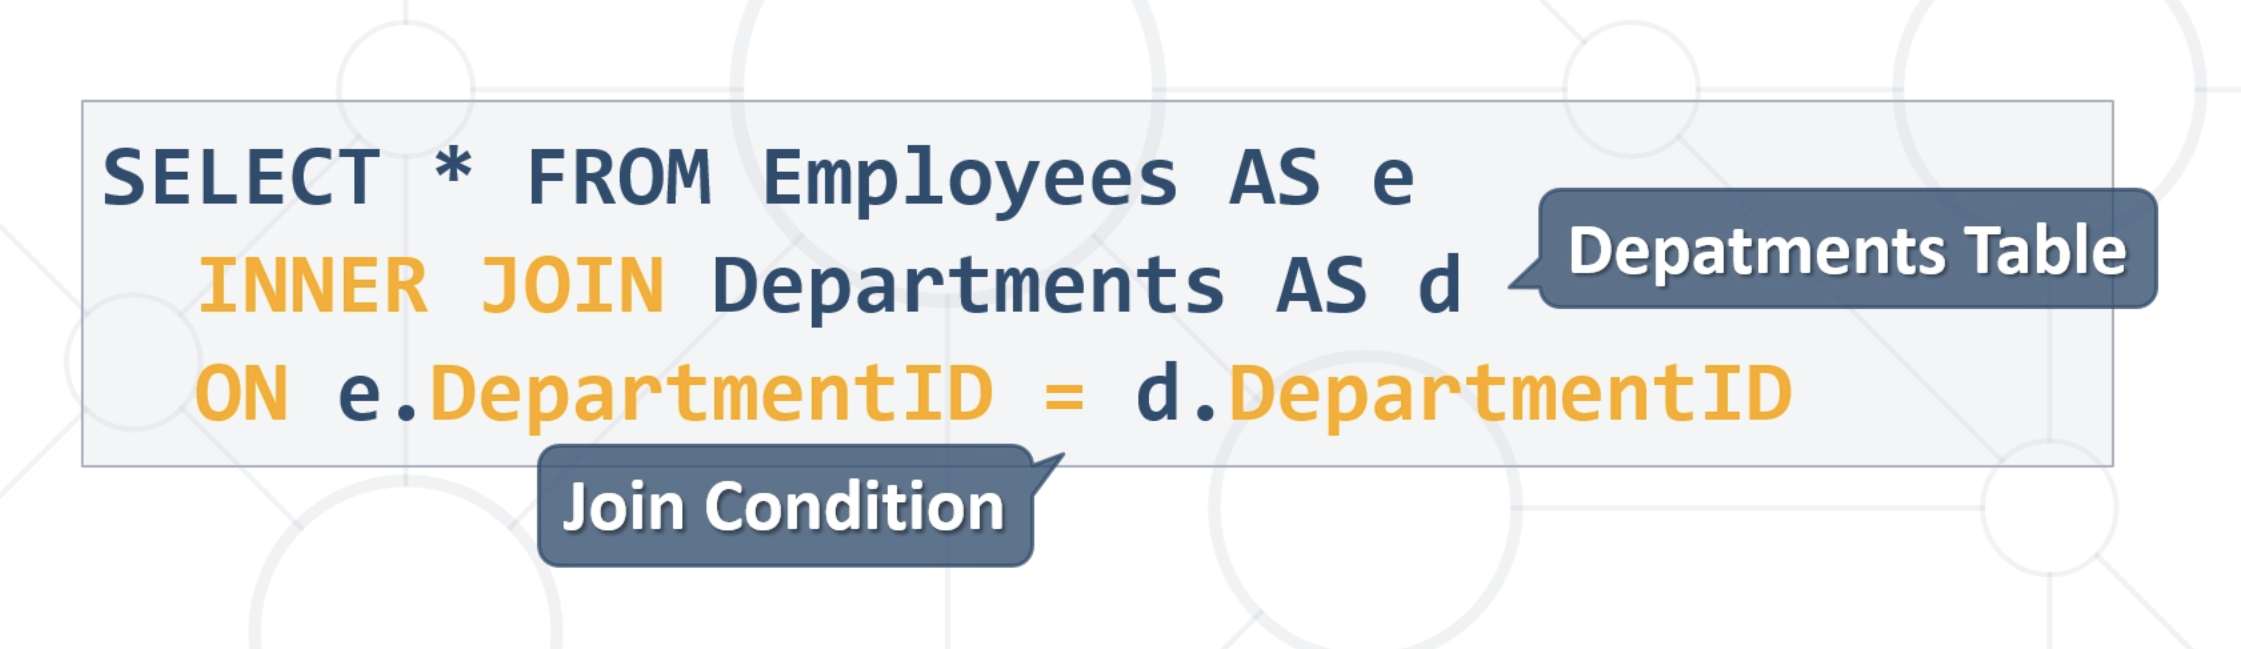 SELECT * FROM Employees AS e
INNER JOIN Departments AS d
Depatments Table
ON e.DepartmentID = d.DepartmentID
Join Condition